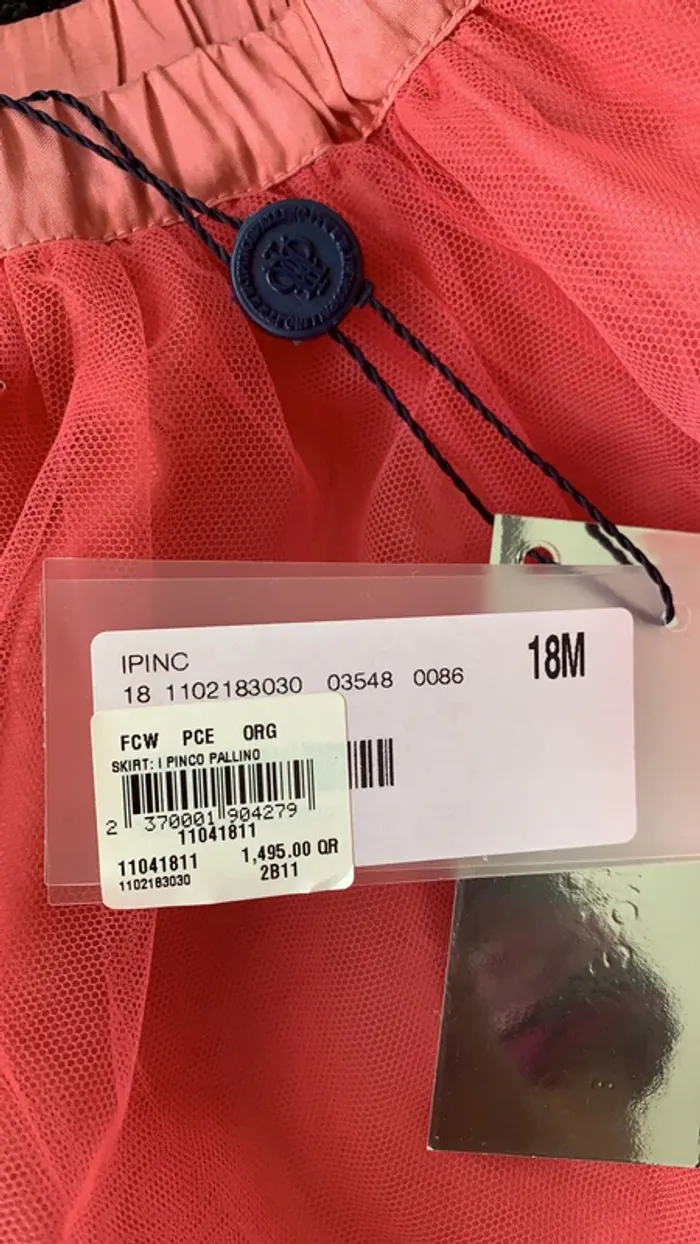 IPINC
18M
18 1102183030 03548 0086
FCW PCE ORG
SKIRT: I PINCO PALLINO
2 370001 904279
11041811
11041811 1,495.00 QR
1102183030 2B11